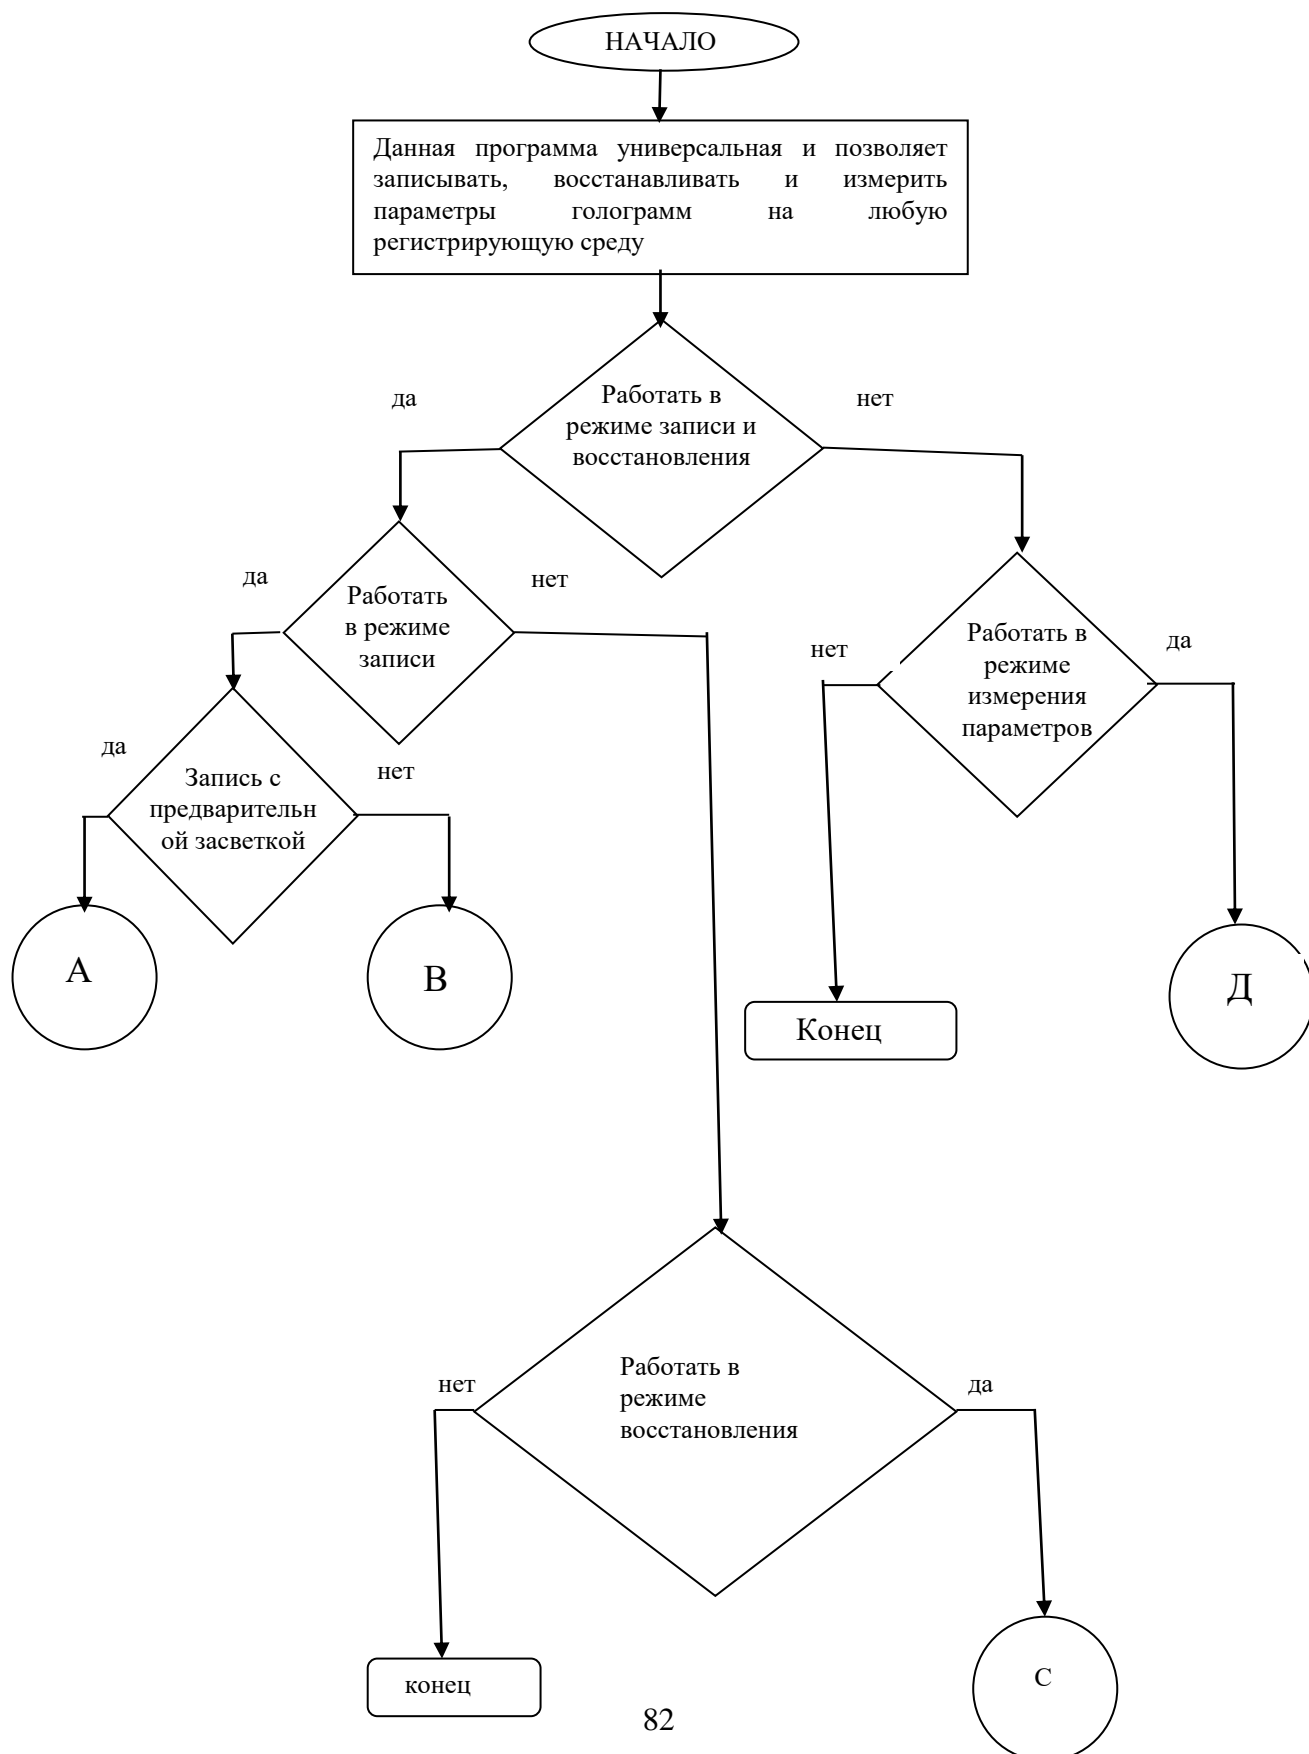 НАЧАЛО
Данная программа универсальная и позволяет
записывать, восстанавливать и измерить
параметры голограмм на любую
регистрирующую среду
да
Работать в
режиме записи и
восстановления
нет
да
Работать
в режиме
записи
нет
нет
Работать в
режиме
измерения
параметров
да
да
Запись с
предварительн
ой засветкой
нет
А
В
Конец
Д
нет
Работать в
режиме
восстановления
да
конец
С
82